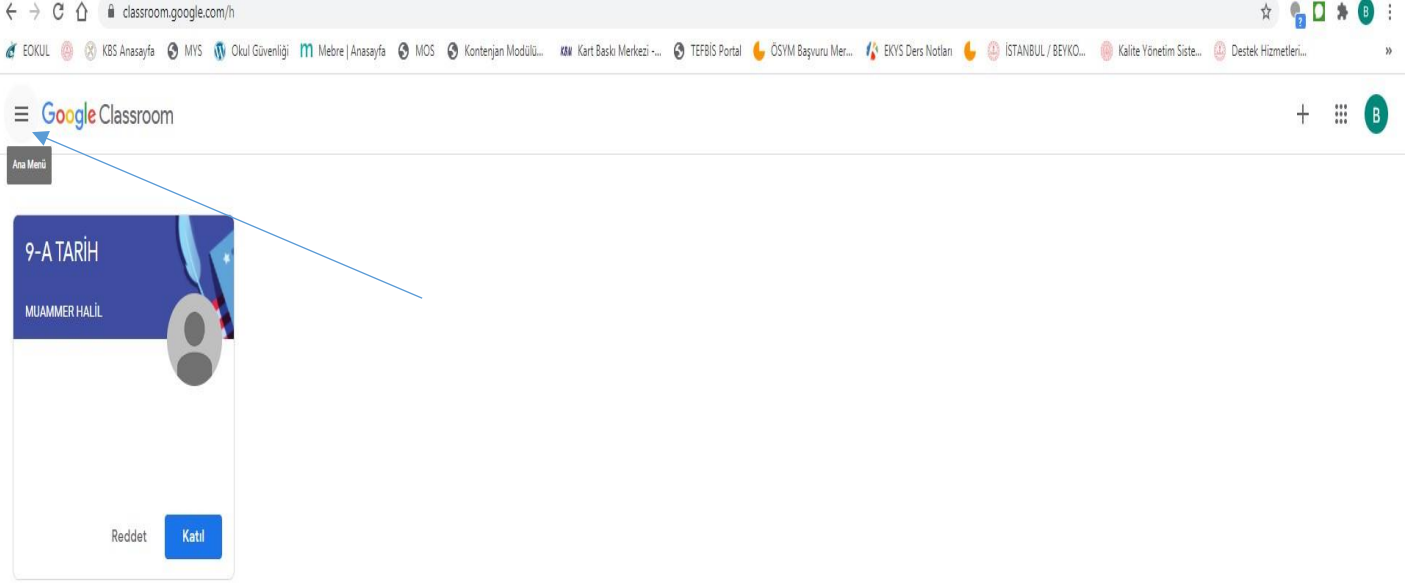 classroom.google.com/h
B
EOKUL KBS Anasayfa MYS Okul Güvenliği Mebre | Anasayfa MOS Kontenjan Modülü... KBM Kart Baskı Merkezi -... TEFBİS Portal ÖSYM Başvuru Mer... EKYS Ders Notları İSTANBUL / BEYKO... Kalite Yönetim Siste... Destek Hizmetleri... »
Google Classroom
B
Ana Menü
9-A TARİH
MUAMMER HALİL
Reddet Katıl